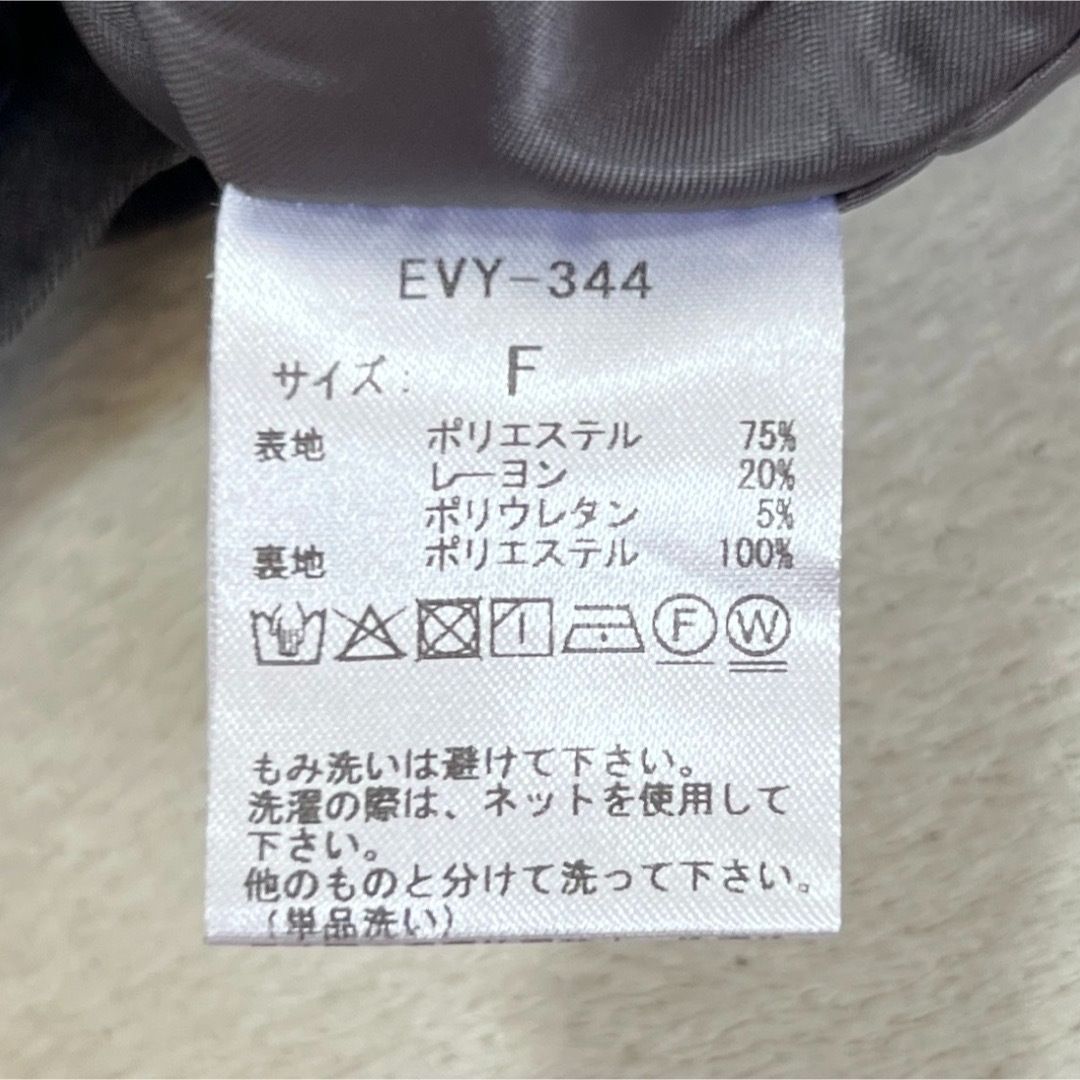 EVY-344
サイズ: F
表地 ポリエステル 75%
レーヨン 20%
ポリウレタン 5%
裏地 ポリエステル 100%
F W
もみ洗いは避けて下さい。
洗濯の際は、ネットを使用して
下さい。
他のものと分けて洗って下さい。
(単品洗い)